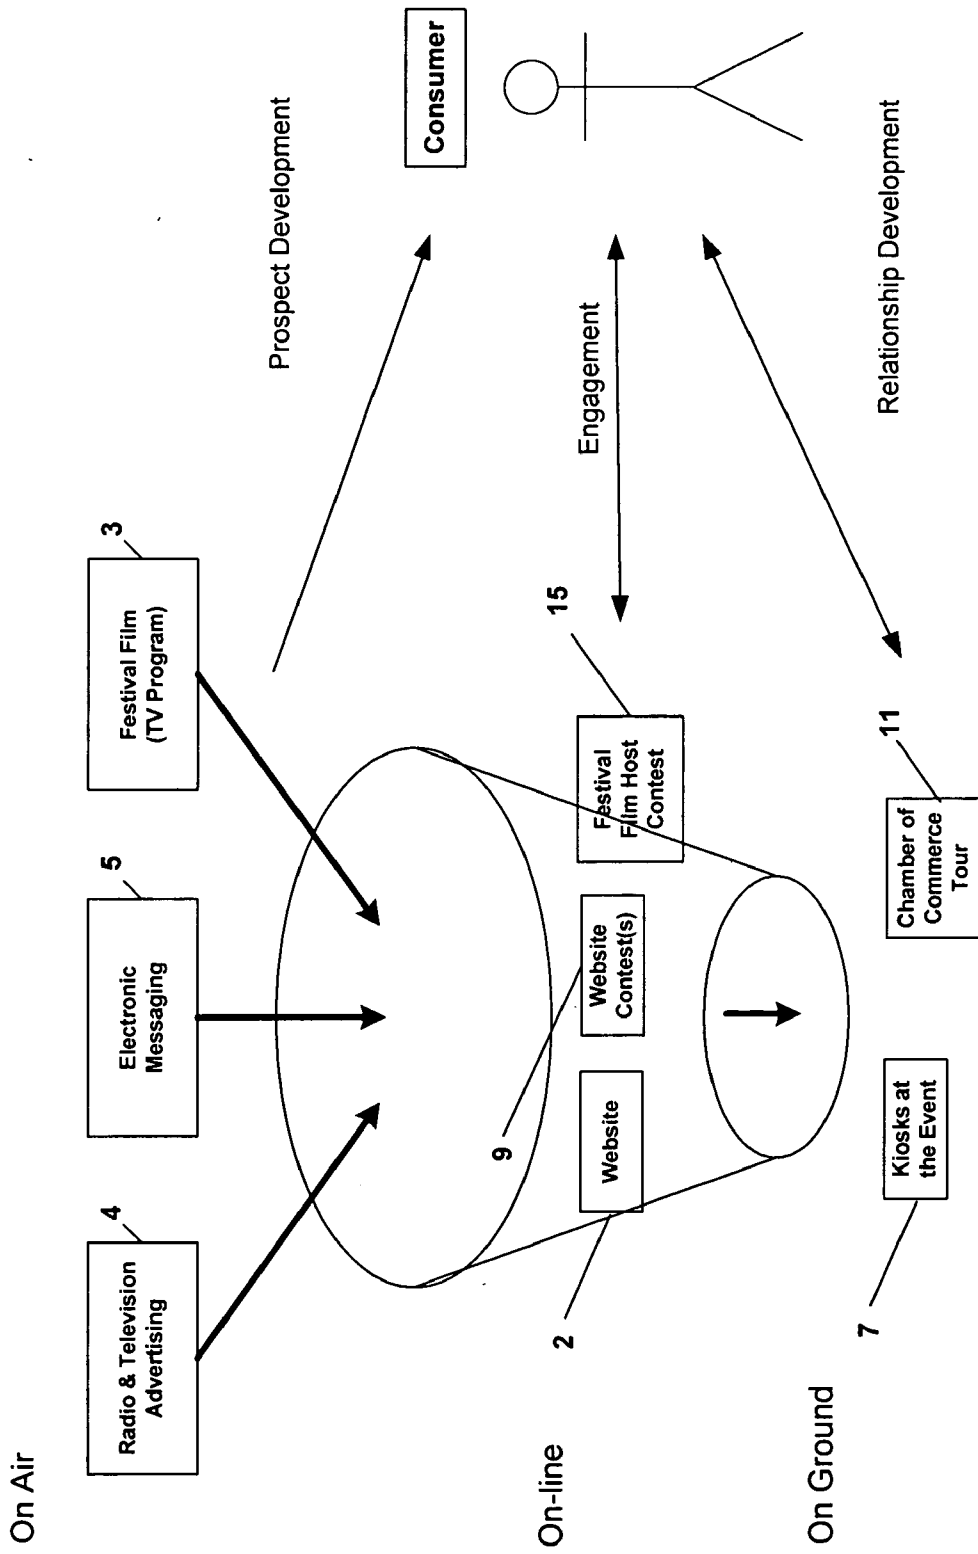 On Air
Radio & Television
Advertising
4
Electronic
Messaging
5
Festival Film
(TV Program)
3
Prospect Development
Consumer
On-line
2
Website
9
Website
Contest(s)
Festival
Film Host
Contest
15
Engagement
On Ground
7
Kiosks at
the Event
Chamber of
Commerce
Tour
11
Relationship Development